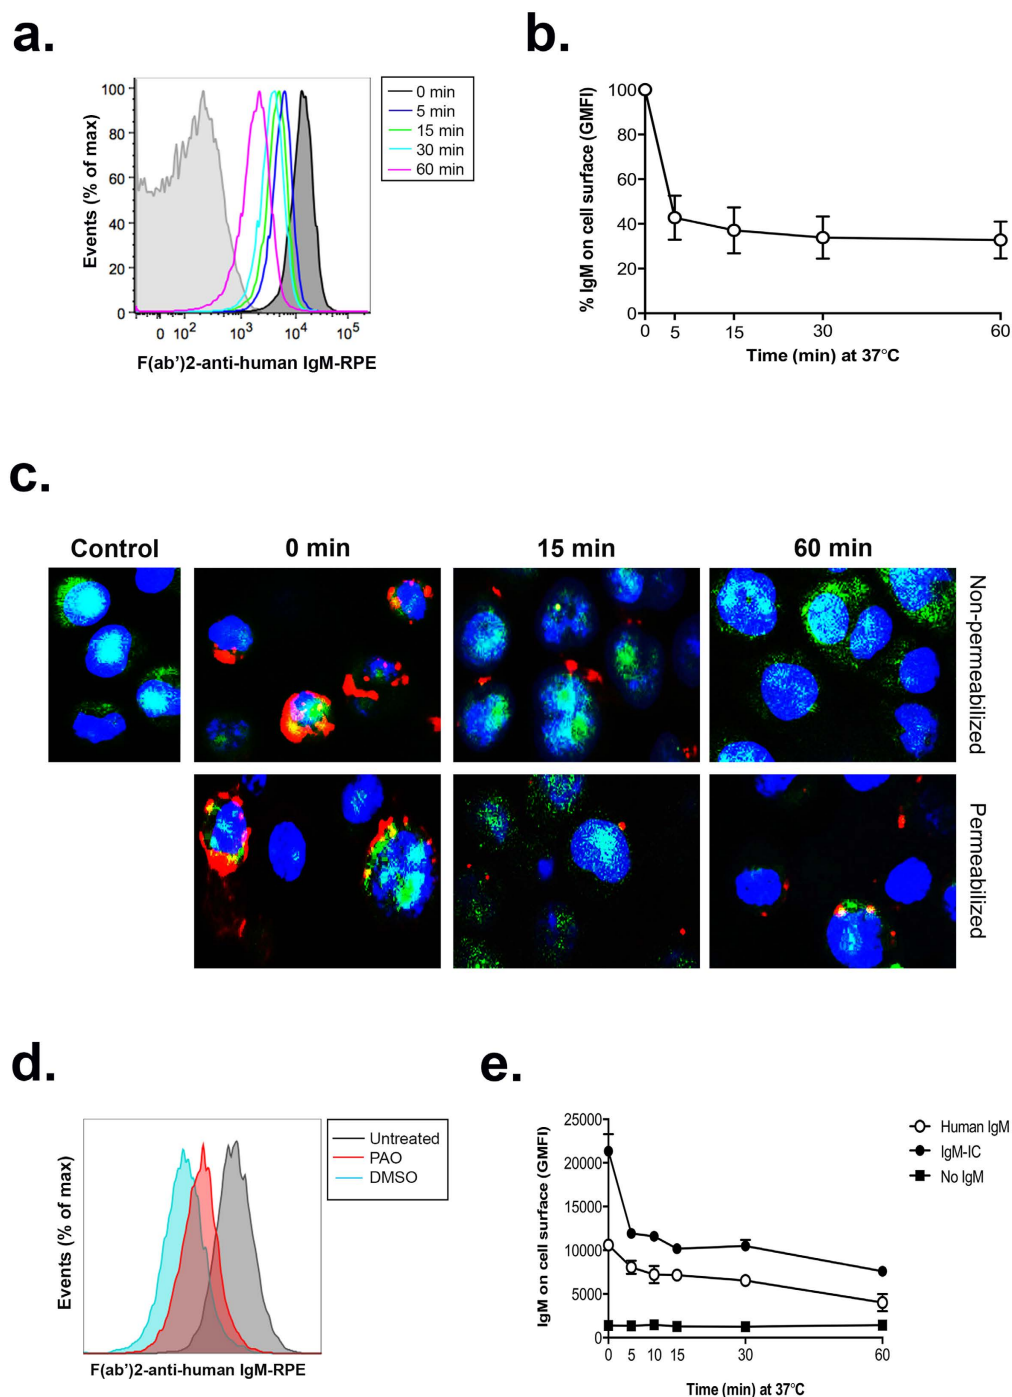 a.
Events (% of max)
100
80
60
40
20
0
0 10² 10³ 10⁴ 10⁵
F(ab’)2-anti-human IgM-RPE
0 min
5 min
15 min
30 min
60 min
b.
% IgM on cell surface (GMFI)
100
80
60
40
20
0
0 5 15 30 60
Time (min) at 37°C
c.
Control 0 min 15 min 60 min
Non-permeabilized
Permeabilized
d.
Events (% of max)
F(ab’)2-anti-human IgM-RPE
Untreated
PAO
DMSO
e.
IgM on cell surface (GMFI)
25000
20000
15000
10000
5000
0
0 5 10 15 30 60
Time (min) at 37°C
Human IgM
IgM-IC
No IgM